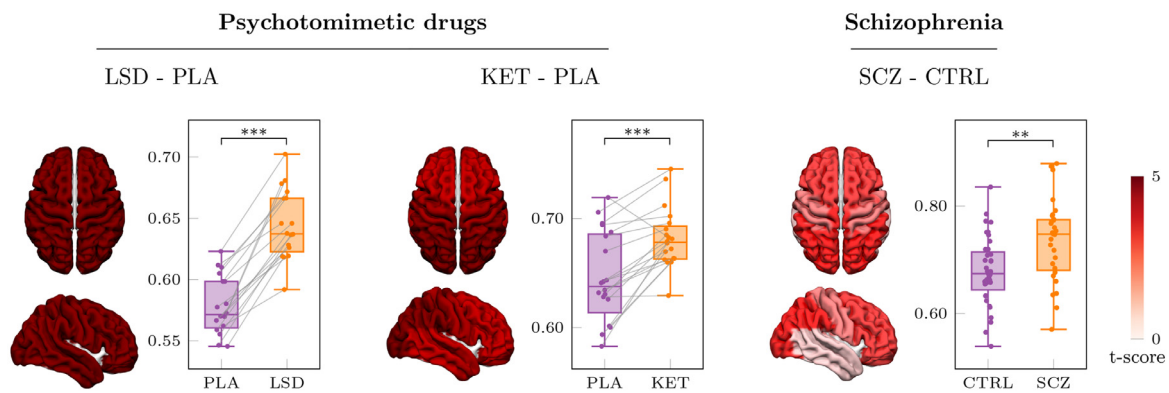 Psychotomimetic drugs
Schizophrenia
LSD - PLA
KET - PLA
SCZ - CTRL
***
0.70
0.65
0.60
0.55
PLA LSD
***
0.70
0.60
PLA KET
**
0.80
0.60
CTRL SCZ
5
0
t-score